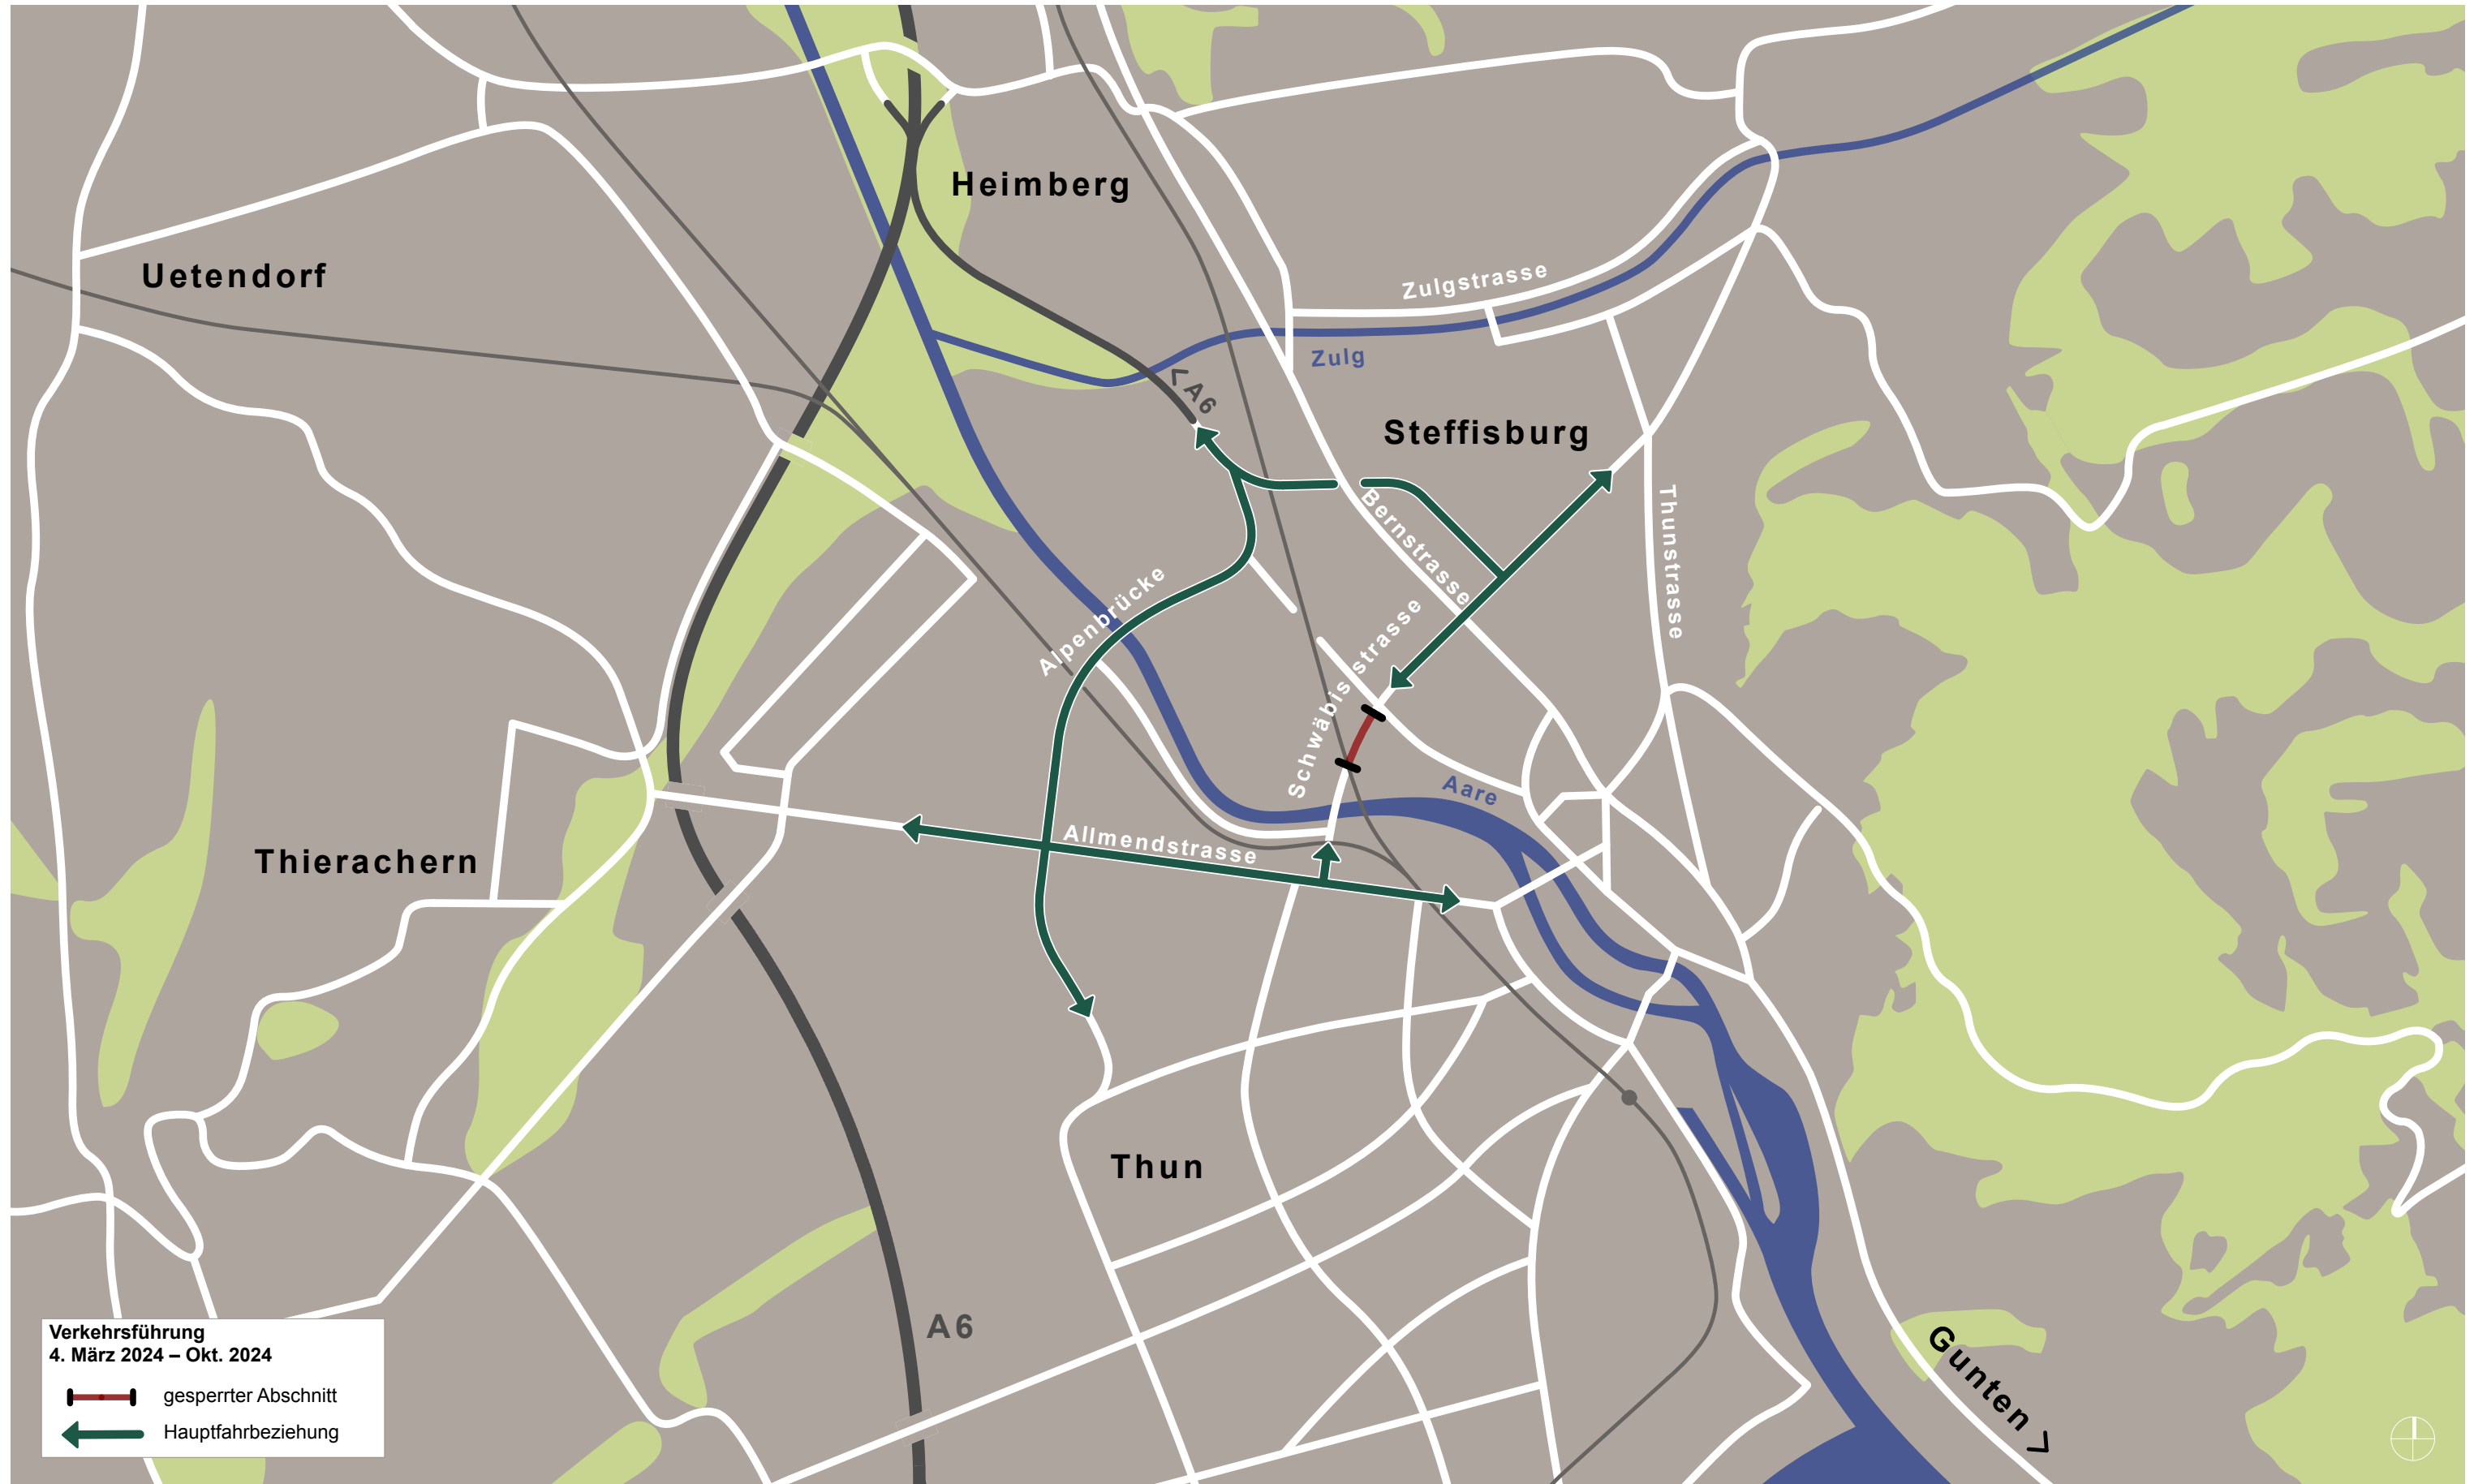 Heimberg
Uetendorf
Zulgstrasse
Zulg
< A6
Steffisburg
Bernstrasse
Thunstrasse
Alpenbrücke
Schwäbisstrasse
Aare
Allmendstrasse
Thierachern
Thun
A6
Gunten >
Verkehrsführung
4. März 2024 – Okt. 2024
gesperrter Abschnitt
Hauptfahrbeziehung